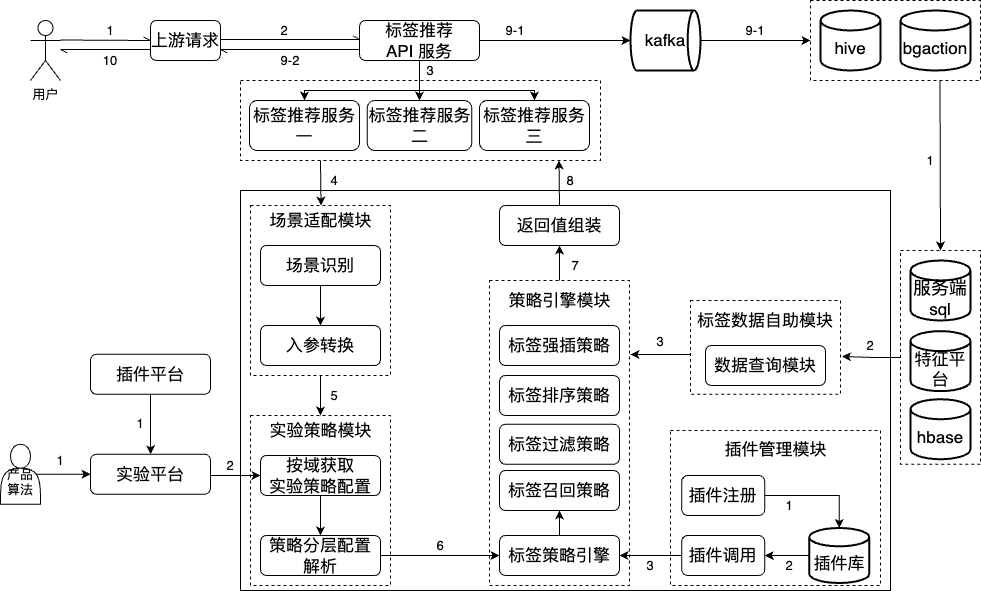 用户
1
10
上游请求
2
9-2
标签推荐
API 服务
9-1
kafka
9-1
hive
bgaction
3
标签推荐服务
一
标签推荐服务
二
标签推荐服务
三
4
8
1
场景适配模块
场景识别
入参转换
返回值组装
7
策略引擎模块
标签强插策略
标签排序策略
标签过滤策略
标签召回策略
标签策略引擎
3
标签数据自助模块
数据查询模块
2
服务端
sql
特征平
台
hbase
插件平台
1
5
产品
算法
1
实验平台
2
实验策略模块
按域获取
实验策略配置
策略分层配置
解析
6
插件管理模块
插件注册
1
插件库
2
插件调用
3